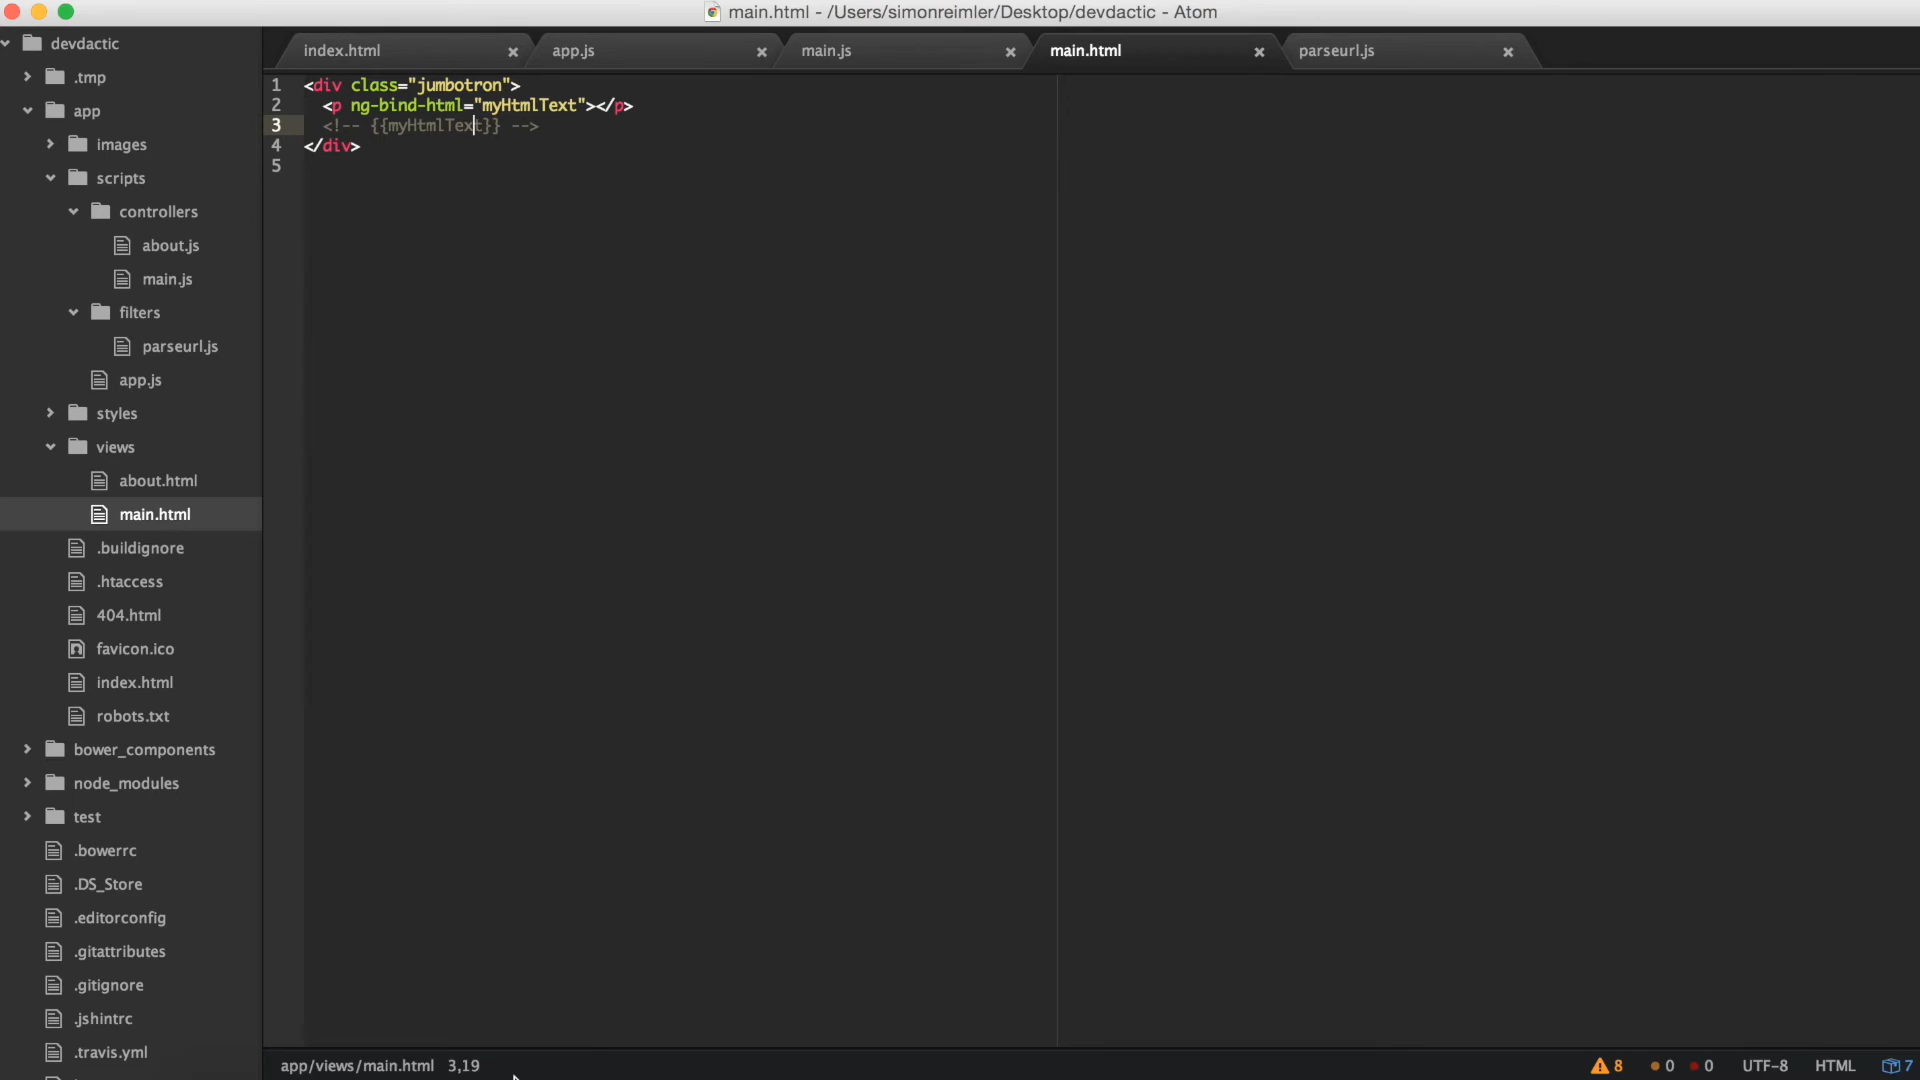 main.html - /Users/simonreimler/Desktop/devdactic - Atom
devdactic
.tmp
app
images
scripts
controllers
about.js
main.js
filters
parseurl.js
app.js
styles
views
about.html
main.html
.buildignore
.htaccess
404.html
favicon.ico
index.html
robots.txt
bower_components
node_modules
test
.bowerrc
.DS_Store
.editorconfig
.gitattributes
.gitignore
.jshintrc
.travis.yml
index.html
app.js
main.js
main.html
parseurl.js
1 <div class="jumbotron">
2 <p ng-bind-html="myHtmlText"></p>
3 <!-- {{myHtmlText}} -->
4 </div>
5
app/views/main.html 3,19
8 0 0 UTF-8 HTML 7